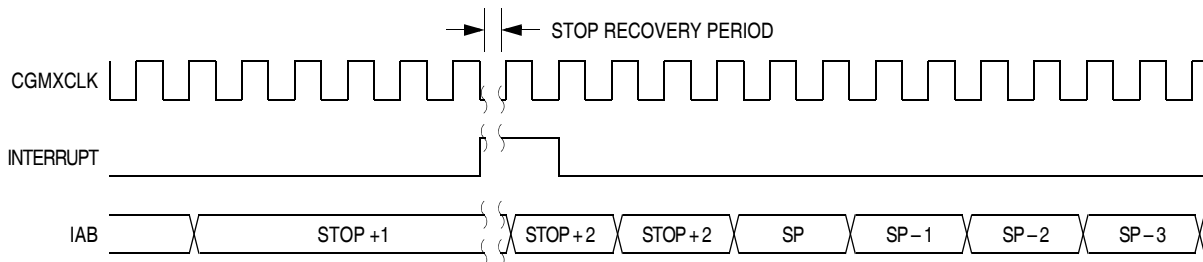 STOP RECOVERY PERIOD
CGMXCLK
INTERRUPT
IAB STOP +1 STOP + 2 STOP + 2 SP SP – 1 SP – 2 SP – 3